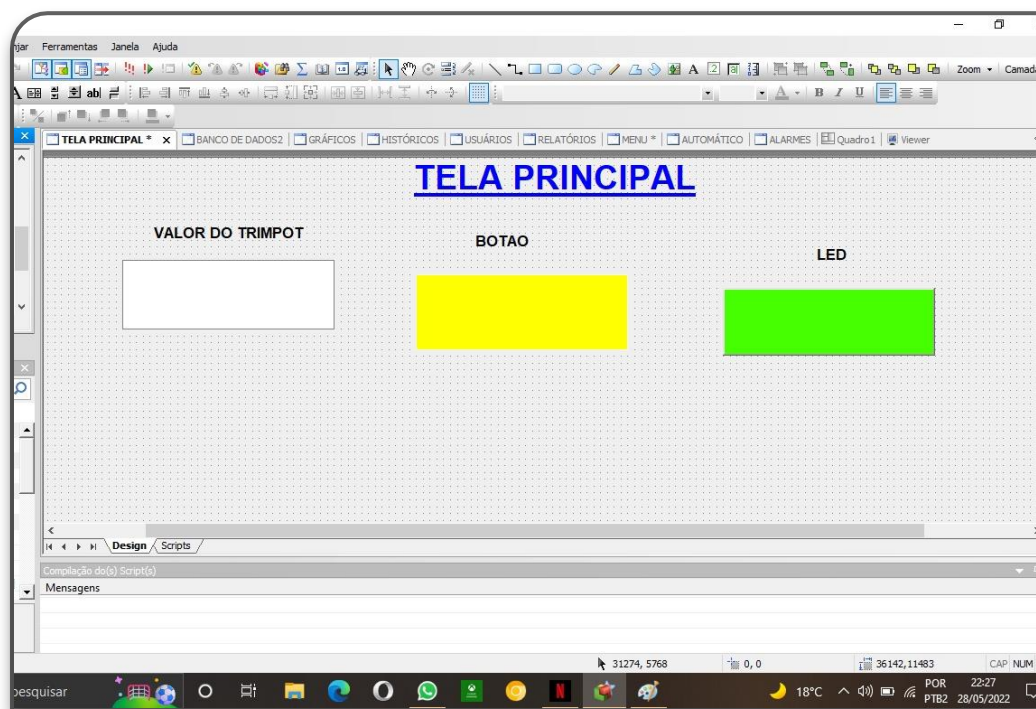 njar Ferramentas Janela Ajuda
A 2 Zoom Camada
A ab| A B I U
TELA PRINCIPAL * X BANCO DE DADOS2 GRÁFICOS HISTÓRICOS USUÁRIOS RELATÓRIOS MENU * AUTOMÁTICO ALARMES Quadro1 Viewer
TELA PRINCIPAL
VALOR DO TRIMPOT
BOTAO
LED
Design Scripts
Compilação do(s) Script(s)
Mensagens
31274, 5768 0, 0 36142,11483 CAP NUM
pesquisar N 18°C POR 22:27
PTB2 28/05/2022